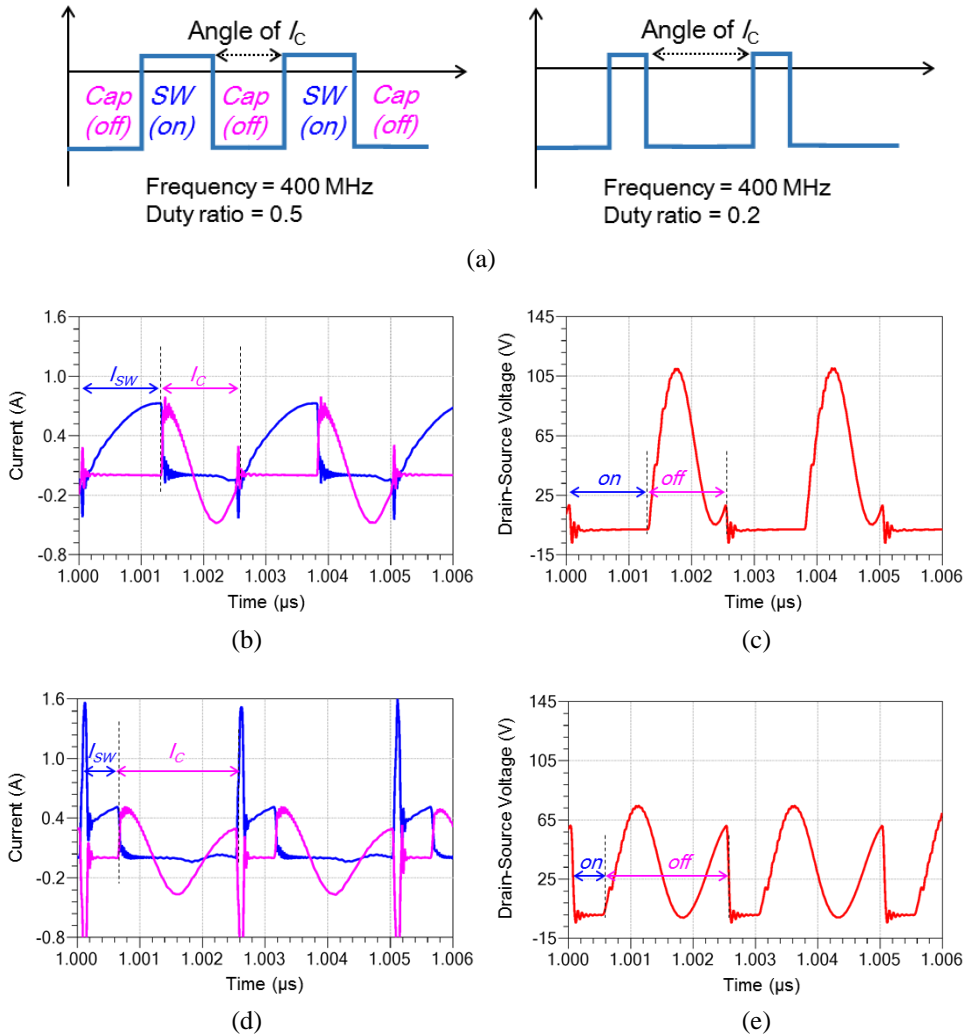 Angle of I_C
Cap SW Cap SW Cap
(off) (on) (off) (on) (off)
Frequency = 400 MHz
Duty ratio = 0.5
Angle of I_C
Frequency = 400 MHz
Duty ratio = 0.2
(a)
1.6
1.0
0.4
-0.2
-0.8
Current (A)
I_SW I_C
1.000 1.001 1.002 1.003 1.004 1.005 1.006
Time (µs)
(b)
145
105
65
25
-15
Drain-Source Voltage (V)
on off
1.000 1.001 1.002 1.003 1.004 1.005 1.006
Time (µs)
(c)
1.6
1.0
0.4
-0.2
-0.8
Current (A)
I_SW I_C
1.000 1.001 1.002 1.003 1.004 1.005 1.006
Time (µs)
(d)
145
105
65
25
-15
Drain-Source Voltage (V)
on off
1.000 1.001 1.002 1.003 1.004 1.005 1.006
Time (µs)
(e)